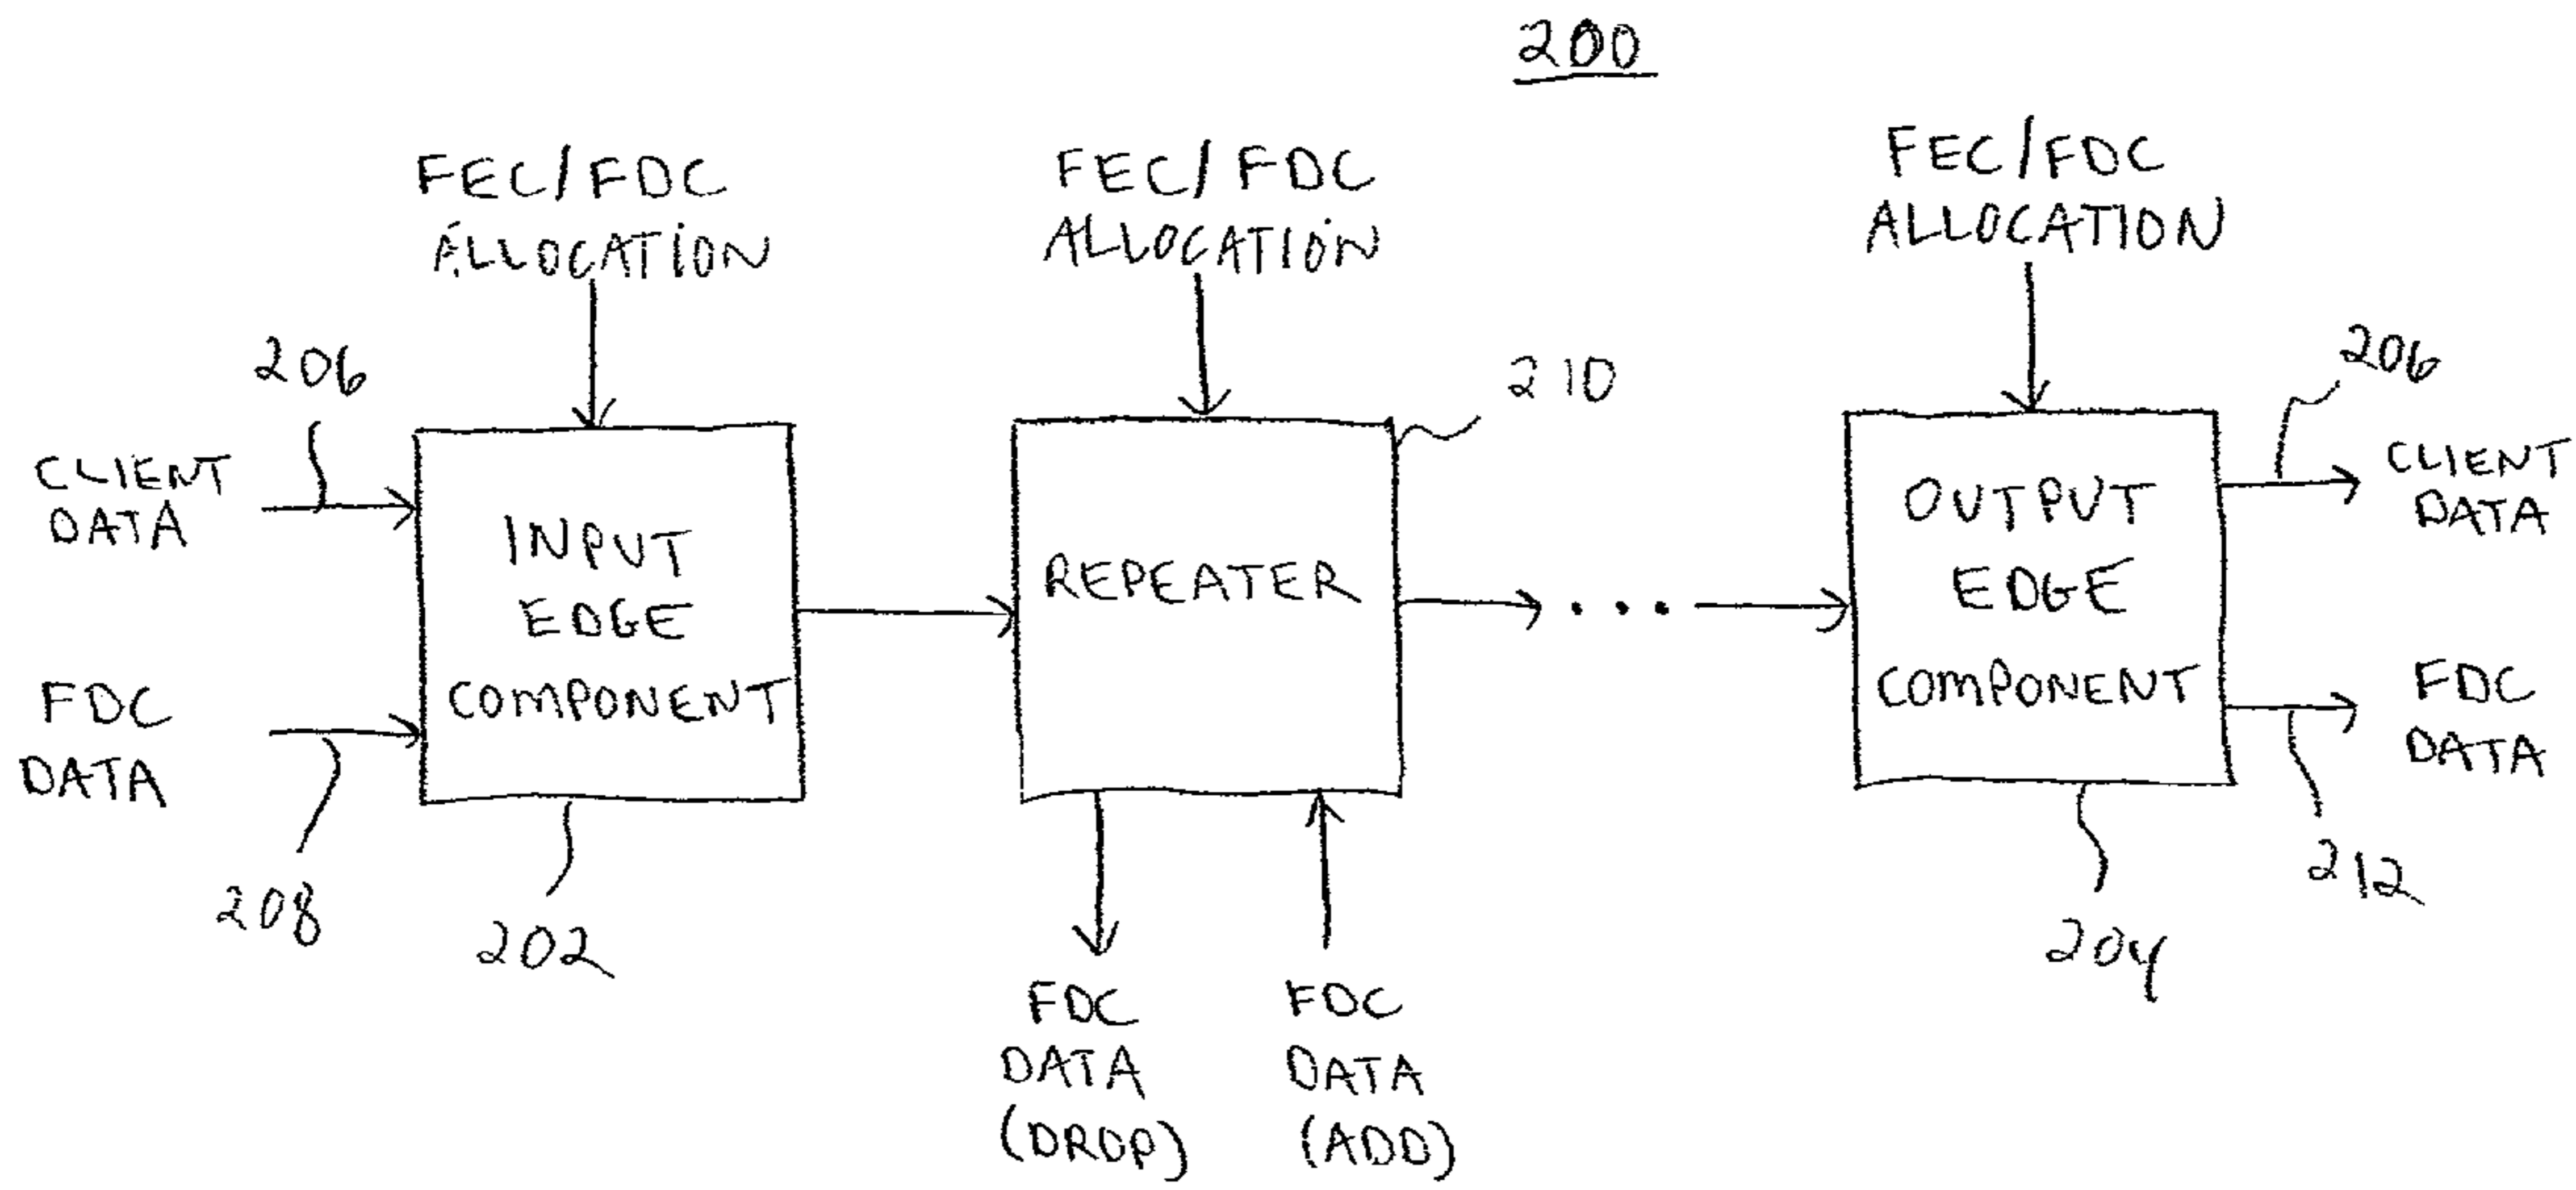 200
FEC/FDC
ALLOCATION
FEC/FDC
ALLOCATION
FEC/FDC
ALLOCATION
206
210
206
CLIENT
DATA
INPUT
EDGE
COMPONENT
REPEATER
OUTPUT
EDGE
COMPONENT
CLIENT
DATA
FDC
DATA
FDC
DATA
208
202
204
212
FDC
DATA
(DROP)
FDC
DATA
(ADD)